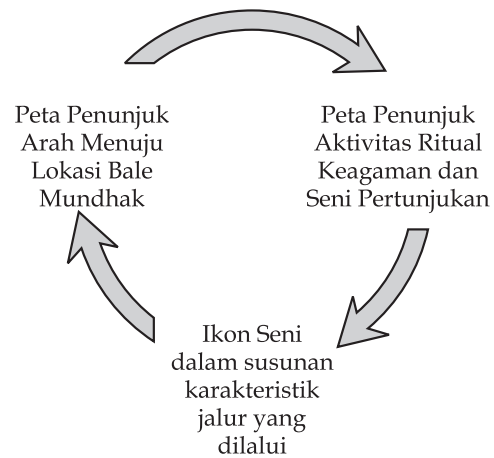 Peta Penunjuk
Arah Menuju
Lokasi Bale
Mundhak
Peta Penunjuk
Aktivitas Ritual
Keagaman dan
Seni Pertunjukan
Ikon Seni
dalam susunan
karakteristik
jalur yang
dilalui